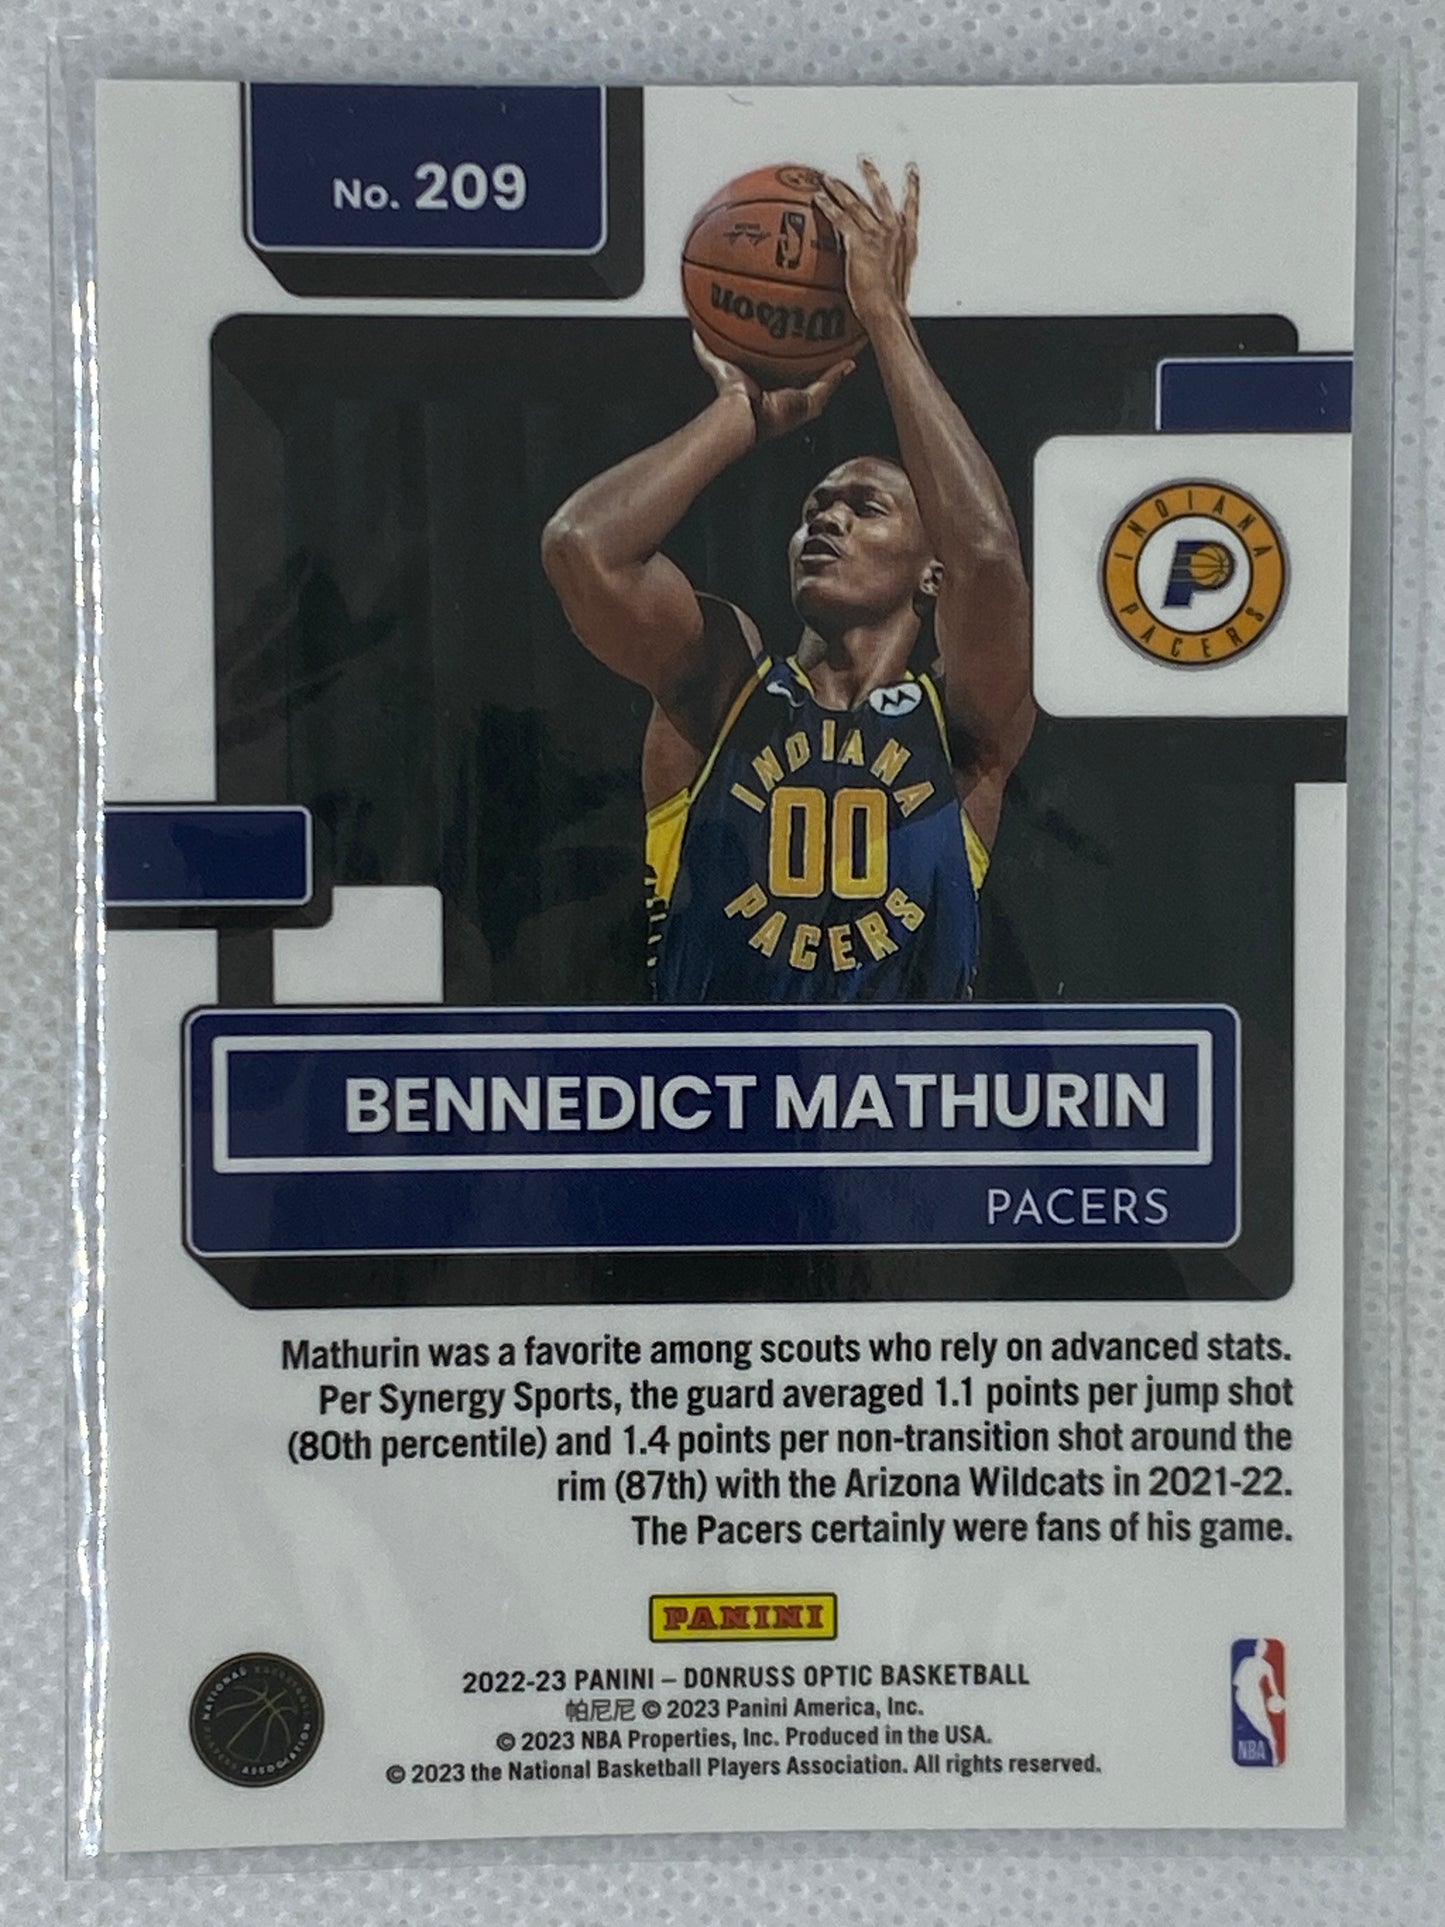 No. 209
Wilson
INDIANA
PACERS
INDIANA
00
PACERS
BENNEDICT MATHURIN
PACERS
Mathurin was a favorite among scouts who rely on advanced stats.
Per Synergy Sports, the guard averaged 1.1 points per jump shot
(80th percentile) and 1.4 points per non-transition shot around the
rim (87th) with the Arizona Wildcats in 2021-22.
The Pacers certainly were fans of his game.
PANINI
2022-23 PANINI – DONRUSS OPTIC BASKETBALL
帕尼尼 © 2023 Panini America, Inc.
© 2023 NBA Properties, Inc. Produced in the USA.
© 2023 the National Basketball Players Association. All rights reserved.
NATIONAL BASKETBALL
PLAYERS ASSOCIATION
NBA